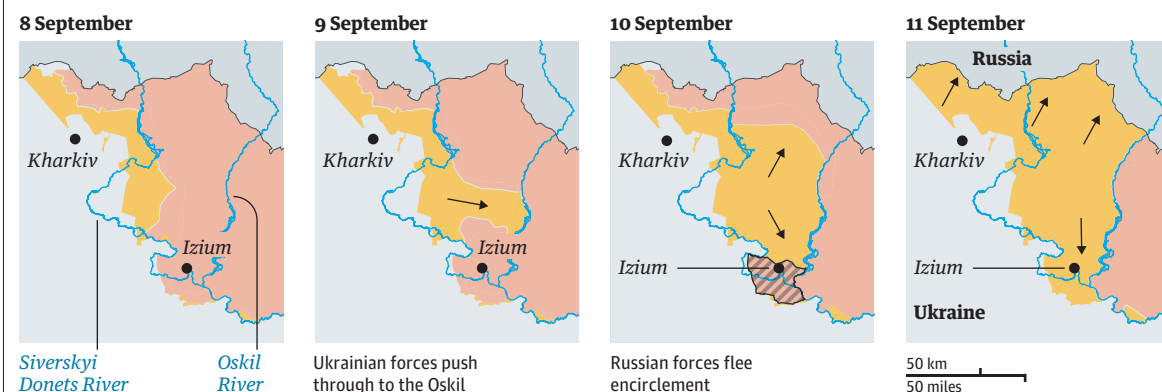 8 September
Kharkiv
Izium
Siverskyi
Donets River
Oskil
River
9 September
Kharkiv
Izium
Ukrainian forces push
through to the Oskil
10 September
Kharkiv
Izium
Russian forces flee
encirclement
11 September
Russia
Kharkiv
Izium
Ukraine
50 km
50 miles